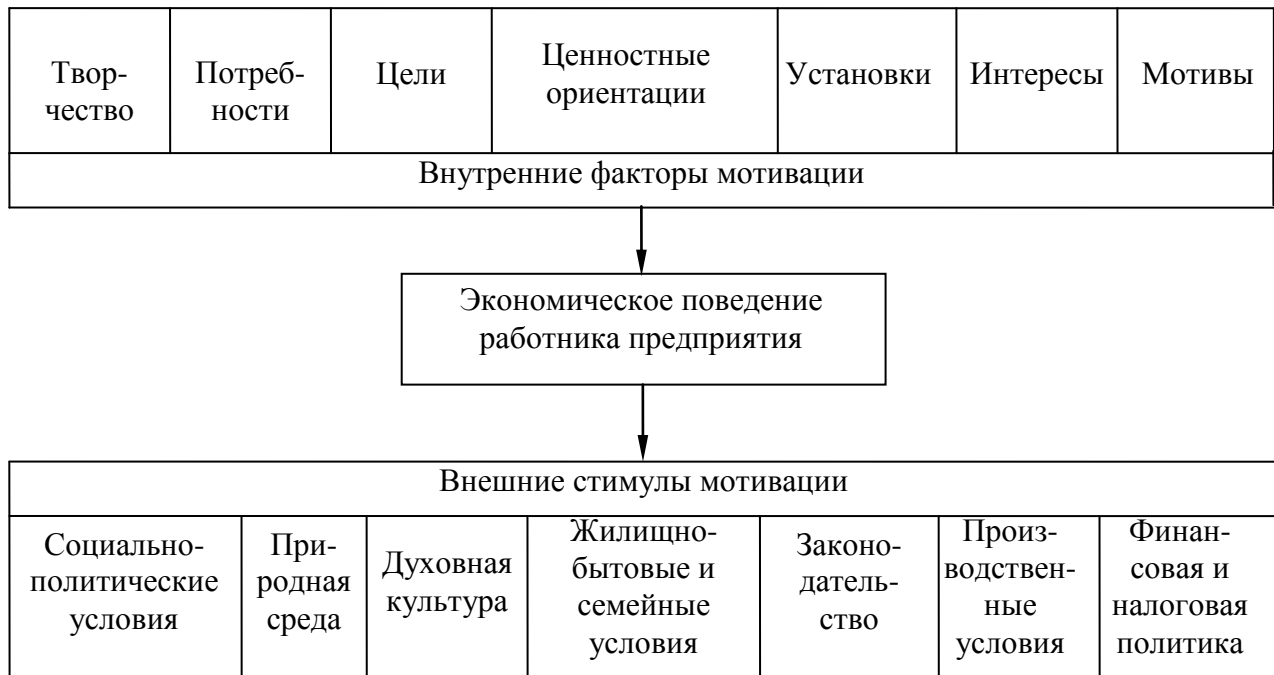 Твор-
чество
Потреб-
ности
Цели
Ценностные
ориентации
Установки
Интересы
Мотивы
Внутренние факторы мотивации
Экономическое поведение
работника предприятия
Внешние стимулы мотивации
Социально-
политические
условия
При-
родная
среда
Духовная
культура
Жилищно-
бытовые и
семейные
условия
Законо-
датель-
ство
Произ-
водствен-
ные
условия
Финан-
совая и
налоговая
политика